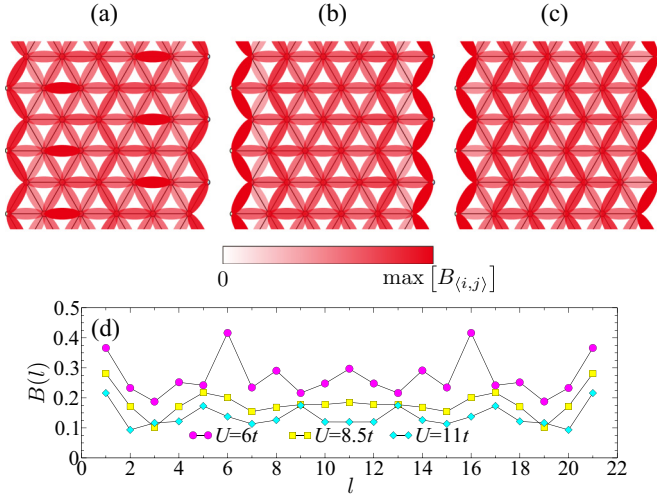 (a) (b) (c)
0 max [B⟨i,j⟩]
(d)
B(l)
0.5
0.4
0.3
0.2
0.1
0
U=6t U=8.5t U=11t
0 2 4 6 8 10 12 14 16 18 20 22
l